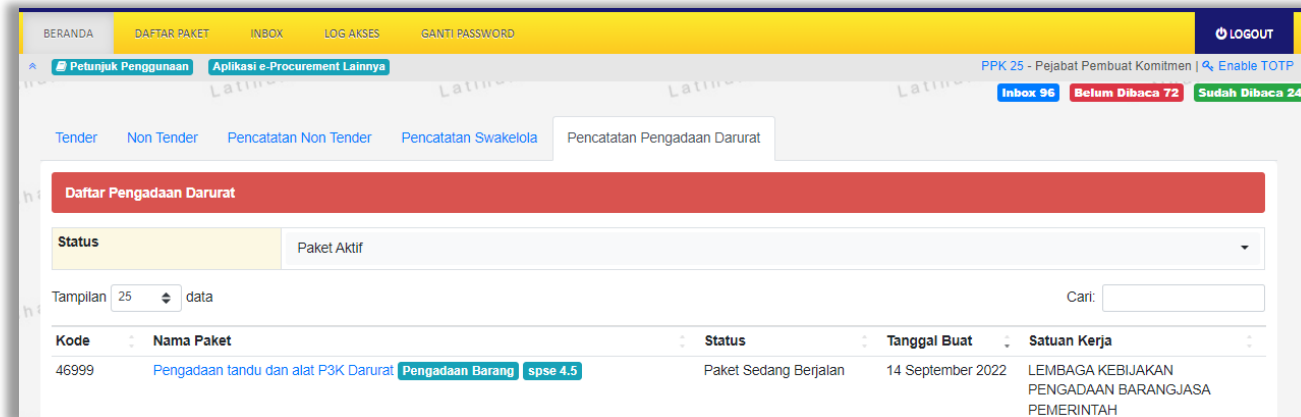 BERANDA DAFTAR PAKET INBOX LOG AKSES GANTI PASSWORD LOGOUT
Petunjuk Penggunaan Aplikasi e-Procurement Lainnya PPK 25 - Pejabat Pembuat Komitmen | Enable TOTP
Inbox 96 Belum Dibaca 72 Sudah Dibaca 24
Tender Non Tender Pencatatan Non Tender Pencatatan Swakelola Pencatatan Pengadaan Darurat
Daftar Pengadaan Darurat
Status Paket Aktif
Tampilan 25 data Cari:
Kode Nama Paket Status Tanggal Buat Satuan Kerja
46999 Pengadaan tandu dan alat P3K Darurat Pengadaan Barang spse 4.5 Paket Sedang Berjalan 14 September 2022 LEMBAGA KEBIJAKAN
PENGADAAN BARANGJASA
PEMERINTAH